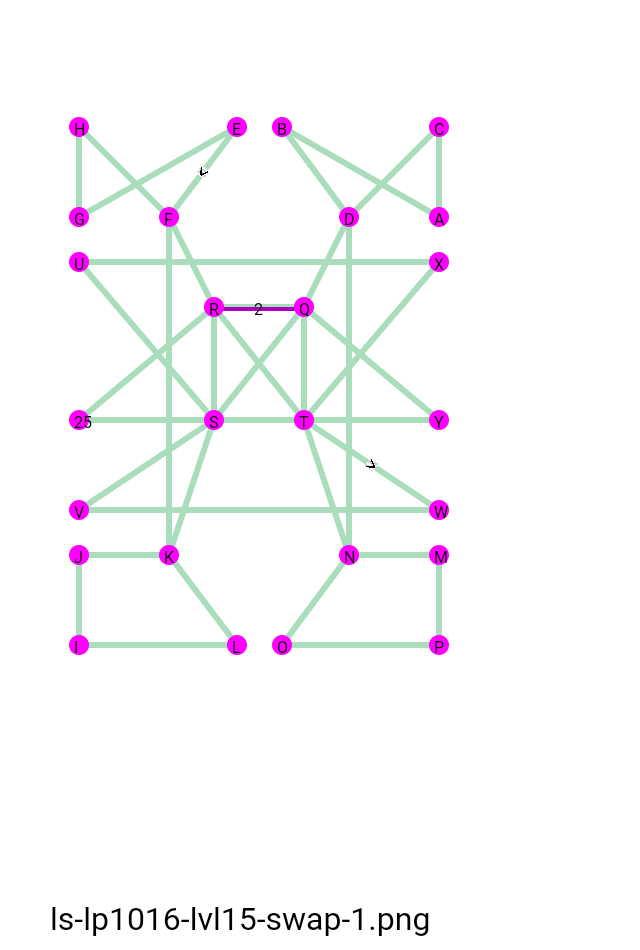 H E B C
G F D A
U X
R 2 Q
25 S T Y
V W
J K N M
I L O P
ls-lp1016-lvl15-swap-1.png